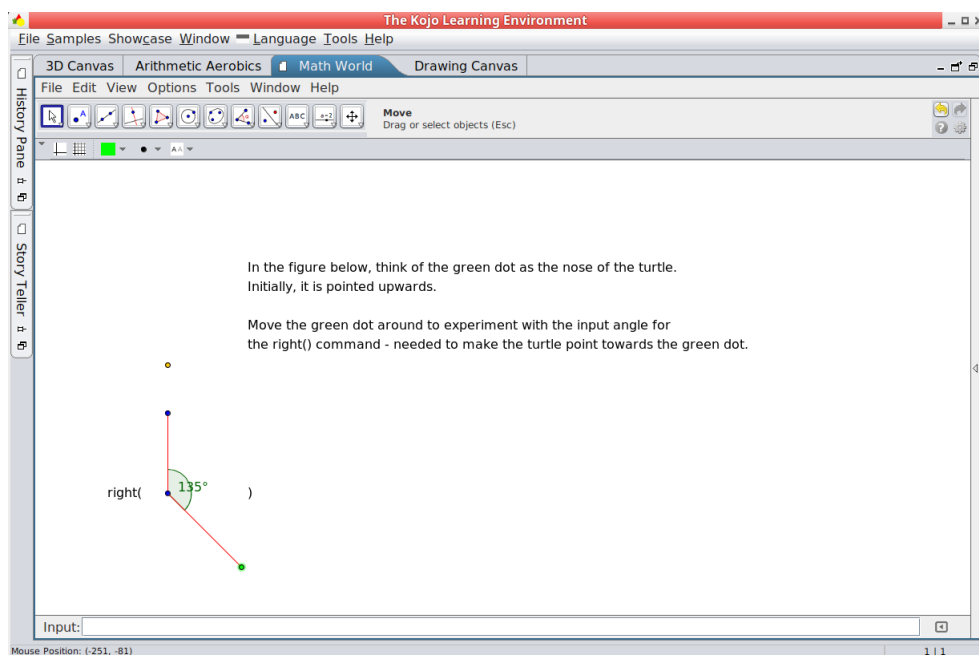 The Kojo Learning Environment
File Samples Showcase Window Language Tools Help
3D Canvas Arithmetic Aerobics Math World Drawing Canvas
File Edit View Options Tools Window Help
History Pane
Story Teller
A
ABC
a=2
Move
Drag or select objects (Esc)
A A
In the figure below, think of the green dot as the nose of the turtle.
Initially, it is pointed upwards.
Move the green dot around to experiment with the input angle for
the right() command - needed to make the turtle point towards the green dot.
right( 135° )
Input:
Mouse Position: (-251, -81) 1 | 1